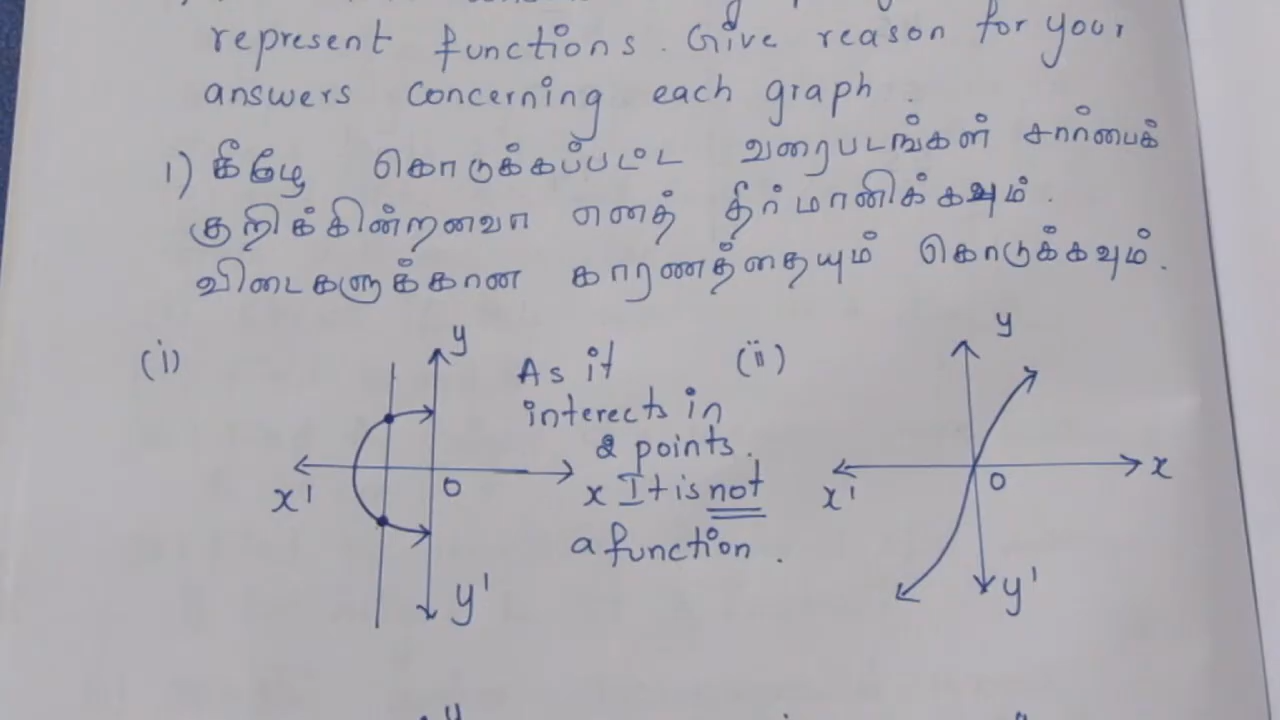 represent functions. Give reason for your
answers concerning each graph.
1) கீழே கொடுக்கப்பட்ட வரைபடங்கள் சார்பைக்
குறிக்கின்றனவா எனத் தீர்மானிக்கவும்.
விடைகளுக்கான காரணத்தையும் கொடுக்கவும்.
(i)
y
x'
O
x
y'
As it
interects in
2 points.
It is not
a function.
(ii)
y
x'
O
x
y'
y